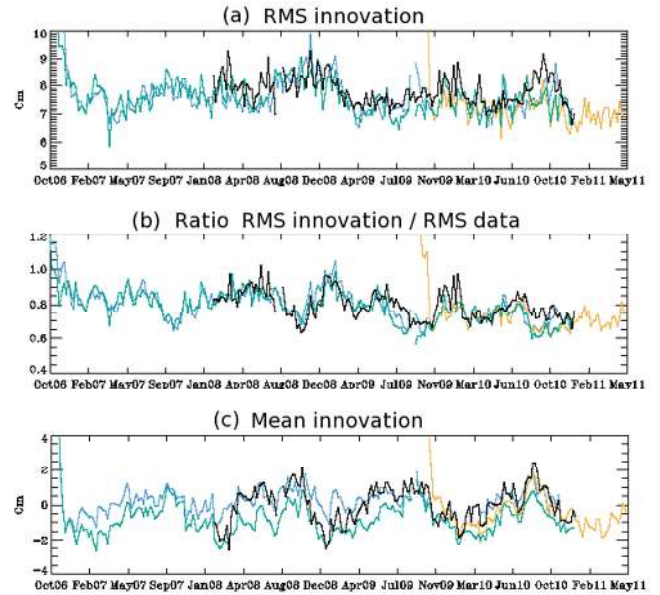 (a) RMS innovation
10
9
8
7
6
5
Cm
Oct06 Feb07 May07 Sep07 Jan08 Apr08 Aug08 Dec08 Apr09 Jul09 Nov09 Mar10 Jun10 Oct10 Feb11 May11
(b) Ratio RMS innovation / RMS data
1.2
1.0
0.8
0.6
0.4
Oct06 Feb07 May07 Sep07 Jan08 Apr08 Aug08 Dec08 Apr09 Jul09 Nov09 Mar10 Jun10 Oct10 Feb11 May11
(c) Mean innovation
4
2
0
-2
-4
Cm
Oct06 Feb07 May07 Sep07 Jan08 Apr08 Aug08 Dec08 Apr09 Jul09 Nov09 Mar10 Jun10 Oct10 Feb11 May11